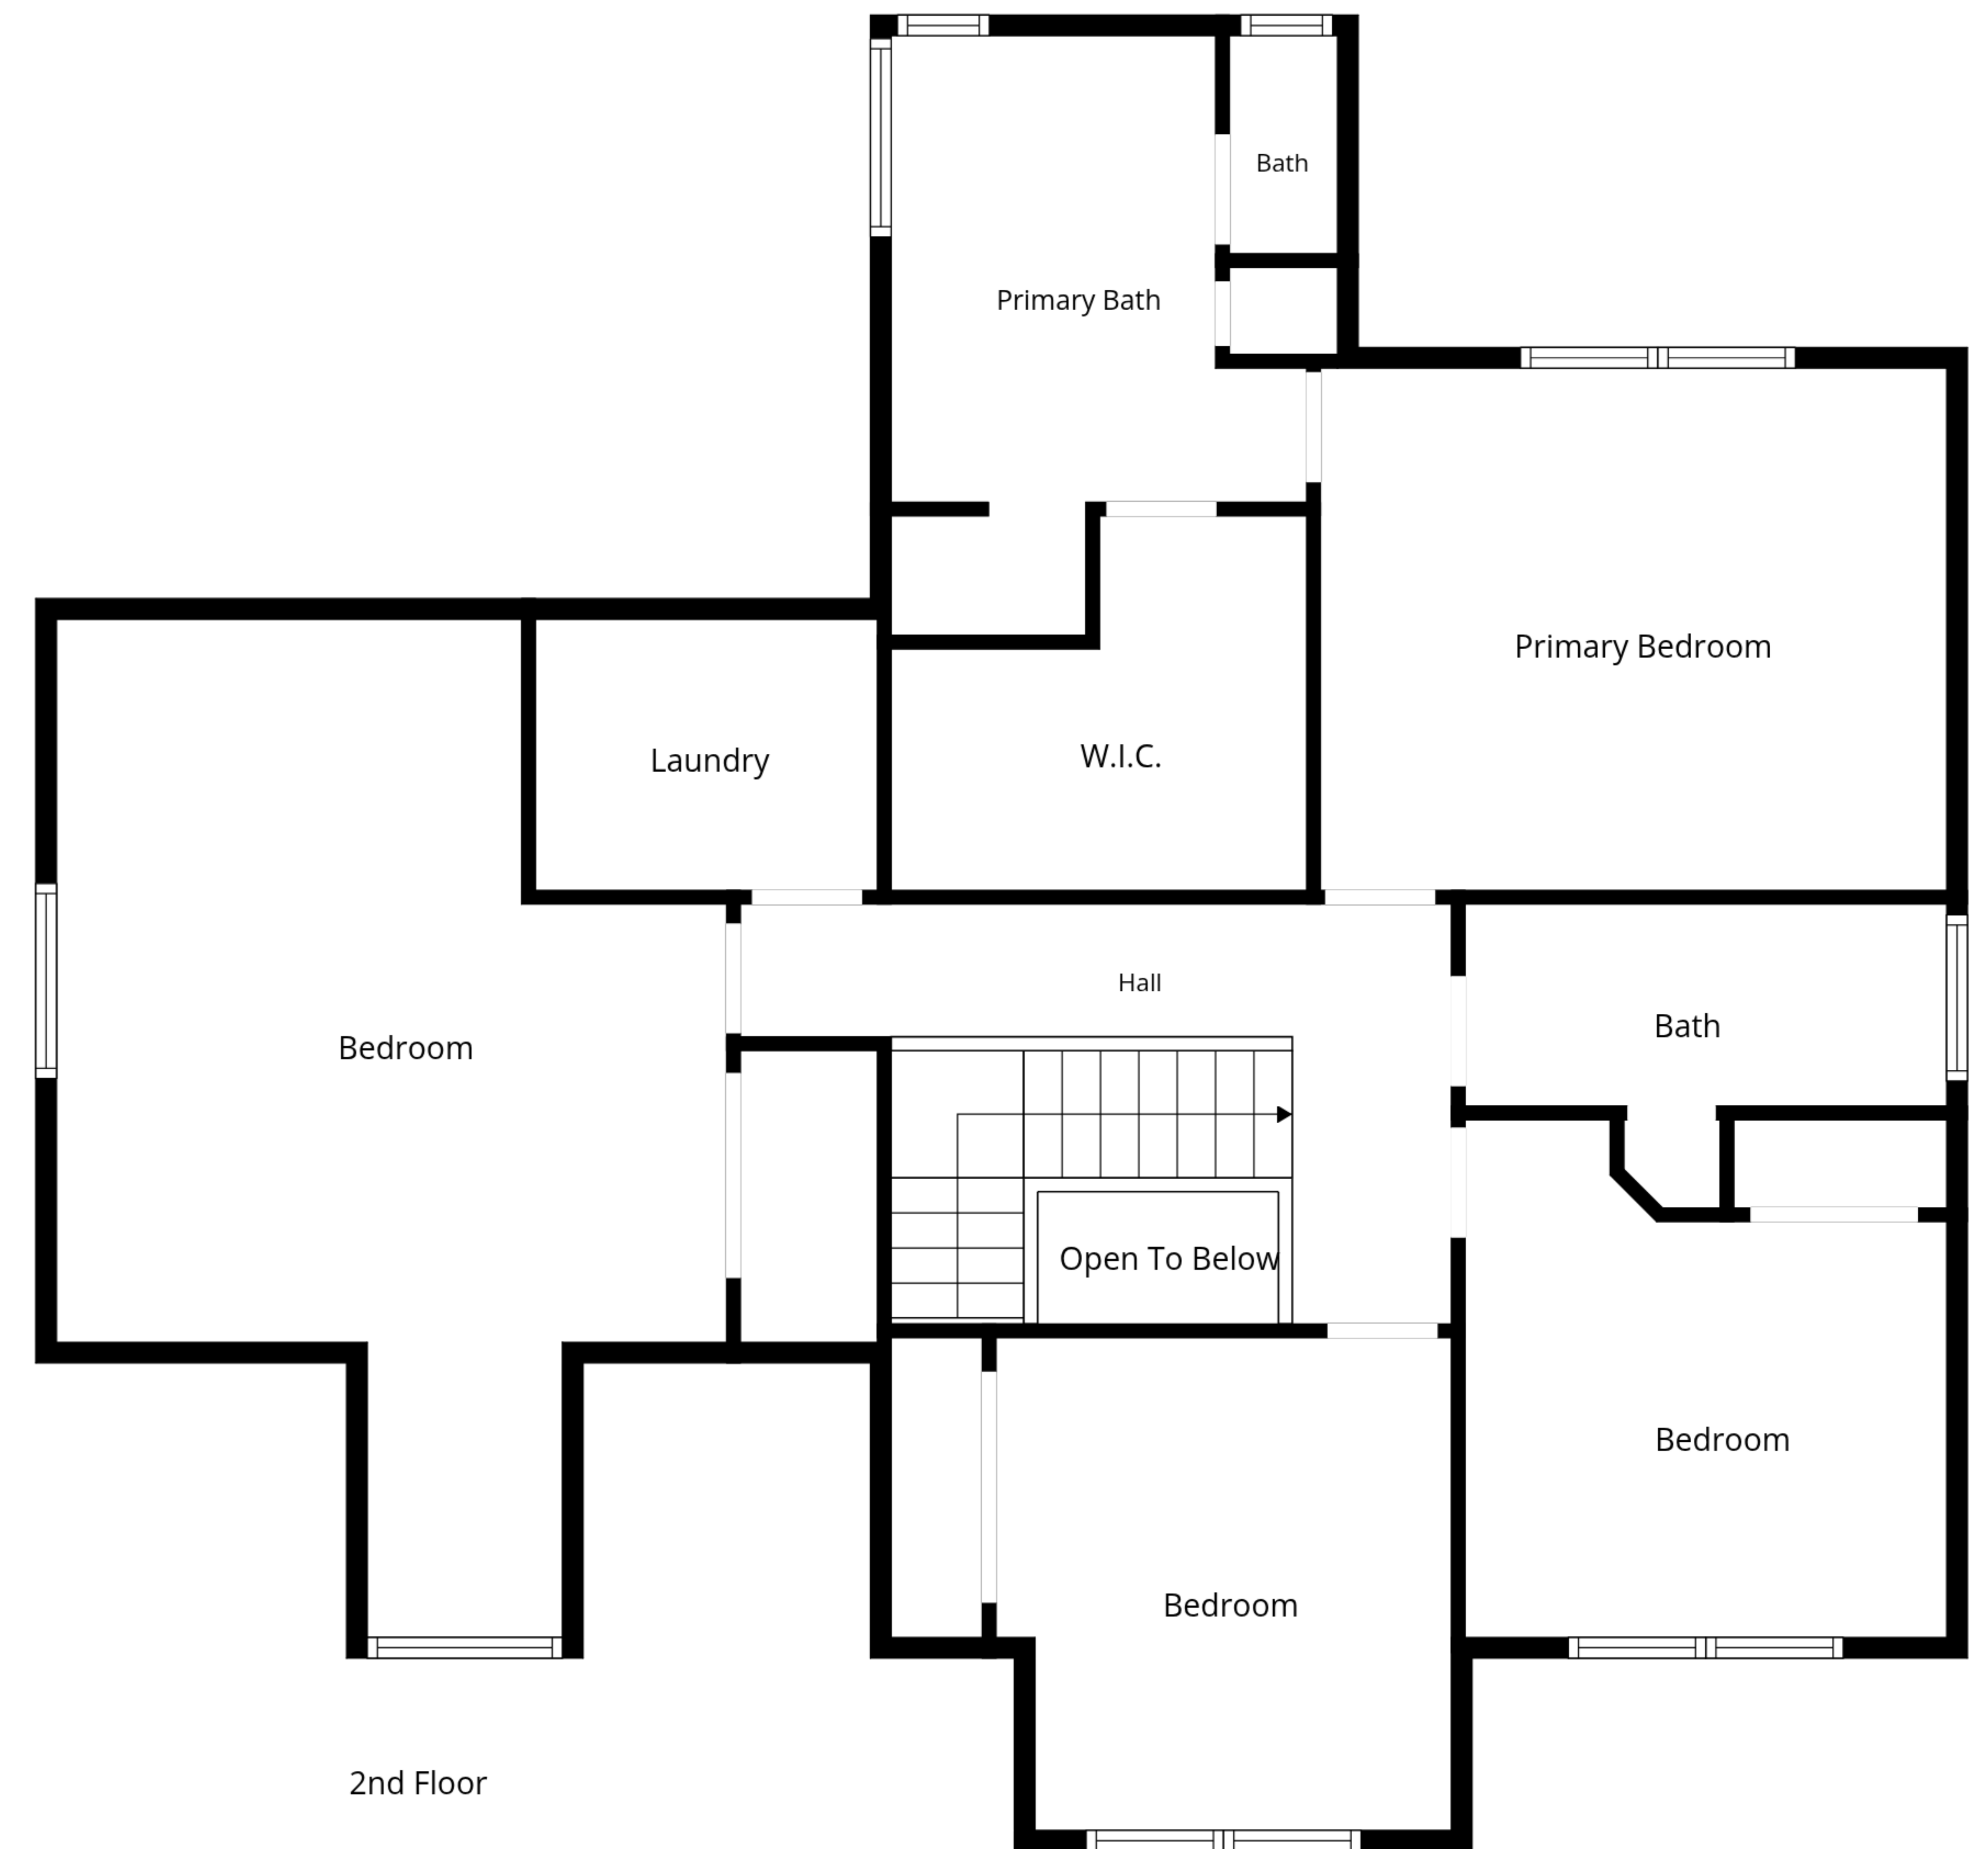 Bath
Primary Bath
Primary Bedroom
Laundry
W.I.C.
Hall
Bath
Bedroom
Open To Below
Bedroom
Bedroom
2nd Floor